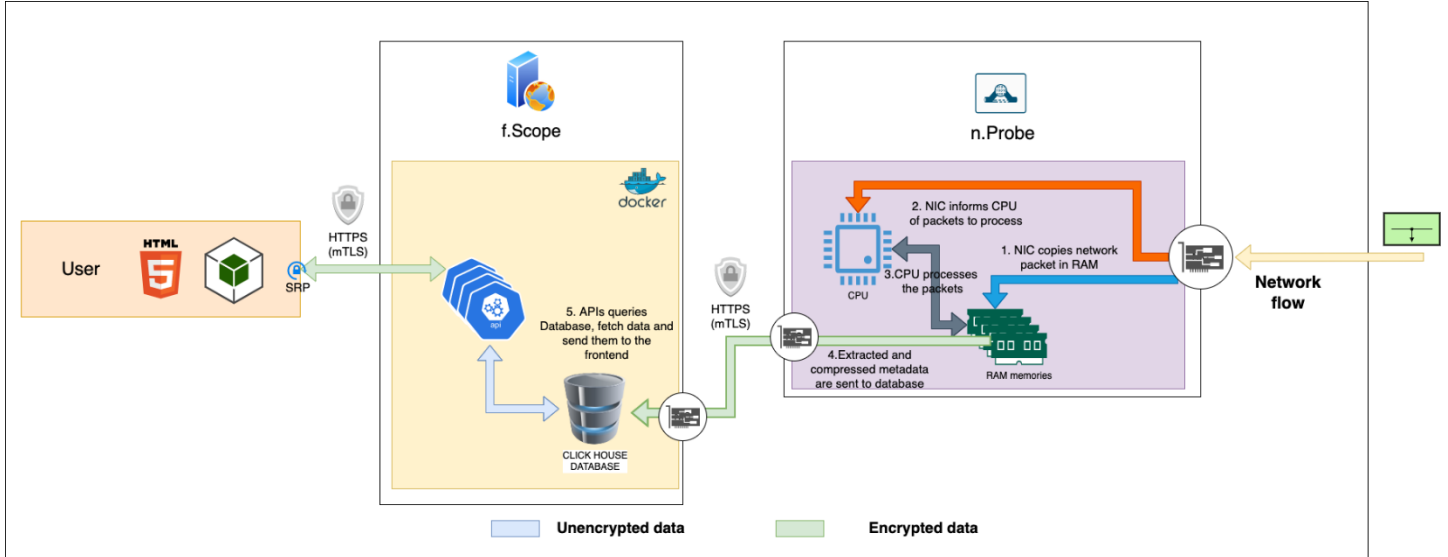 f.Scope
n.Probe
docker
HTTPS
(mTLS)
HTML
5
User
SRP
api
5. APIs queries
Database, fetch data and
send them to the
frontend
CLICK HOUSE
DATABASE
HTTPS
(mTLS)
2. NIC informs CPU
of packets to process
1. NIC copies network
packet in RAM
3.CPU processes
the packets
CPU
4.Extracted and
compressed metadata
are sent to database
RAM memories
Network
flow
Unencrypted data
Encrypted data